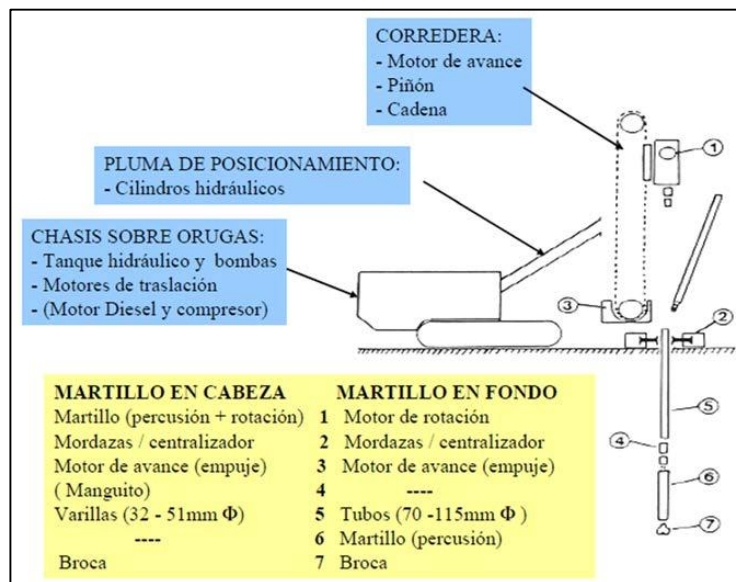 CORREDERA:
- Motor de avance
- Piñón
- Cadena
PLUMA DE POSICIONAMIENTO:
- Cilindros hidráulicos
CHASIS SOBRE ORUGAS:
- Tanque hidráulico y bombas
- Motores de traslación
- (Motor Diesel y compresor)
1
3
2
5
4
6
7
MARTILLO EN CABEZA MARTILLO EN FONDO
Martillo (percusión + rotación) 1 Motor de rotación
Mordazas / centralizador 2 Mordazas / centralizador
Motor de avance (empuje) 3 Motor de avance (empuje)
( Manguito) 4 ----
Varillas (32 - 51mm Φ) 5 Tubos (70 -115mm Φ )
---- 6 Martillo (percusión)
Broca 7 Broca